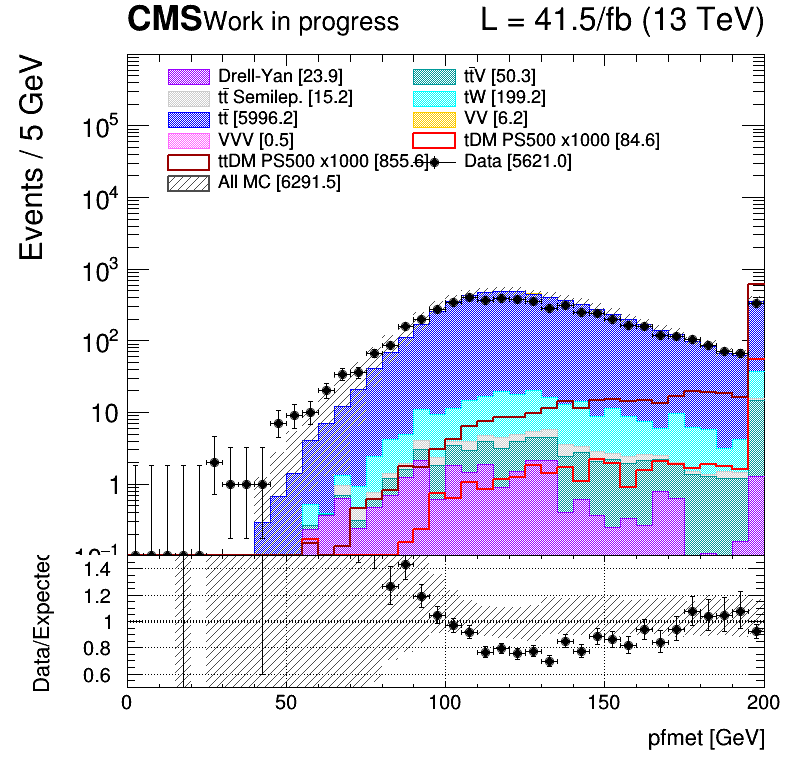 CMS Work in progress L = 41.5/fb (13 TeV)
Events / 5 GeV
Drell-Yan [23.9] tt̄V [50.3]
tt̄ Semilep. [15.2] tW [199.2]
tt̄ [5996.2] VV [6.2]
VVV [0.5] tDM PS500 x1000 [84.6]
ttDM PS500 x1000 [855.6] Data [5621.0]
All MC [6291.5]
10⁵
10⁴
10³
10²
10
1
10⁻¹
Data/Expected
1.4
1.2
1
0.8
0.6
0 50 100 150 200
pfmet [GeV]